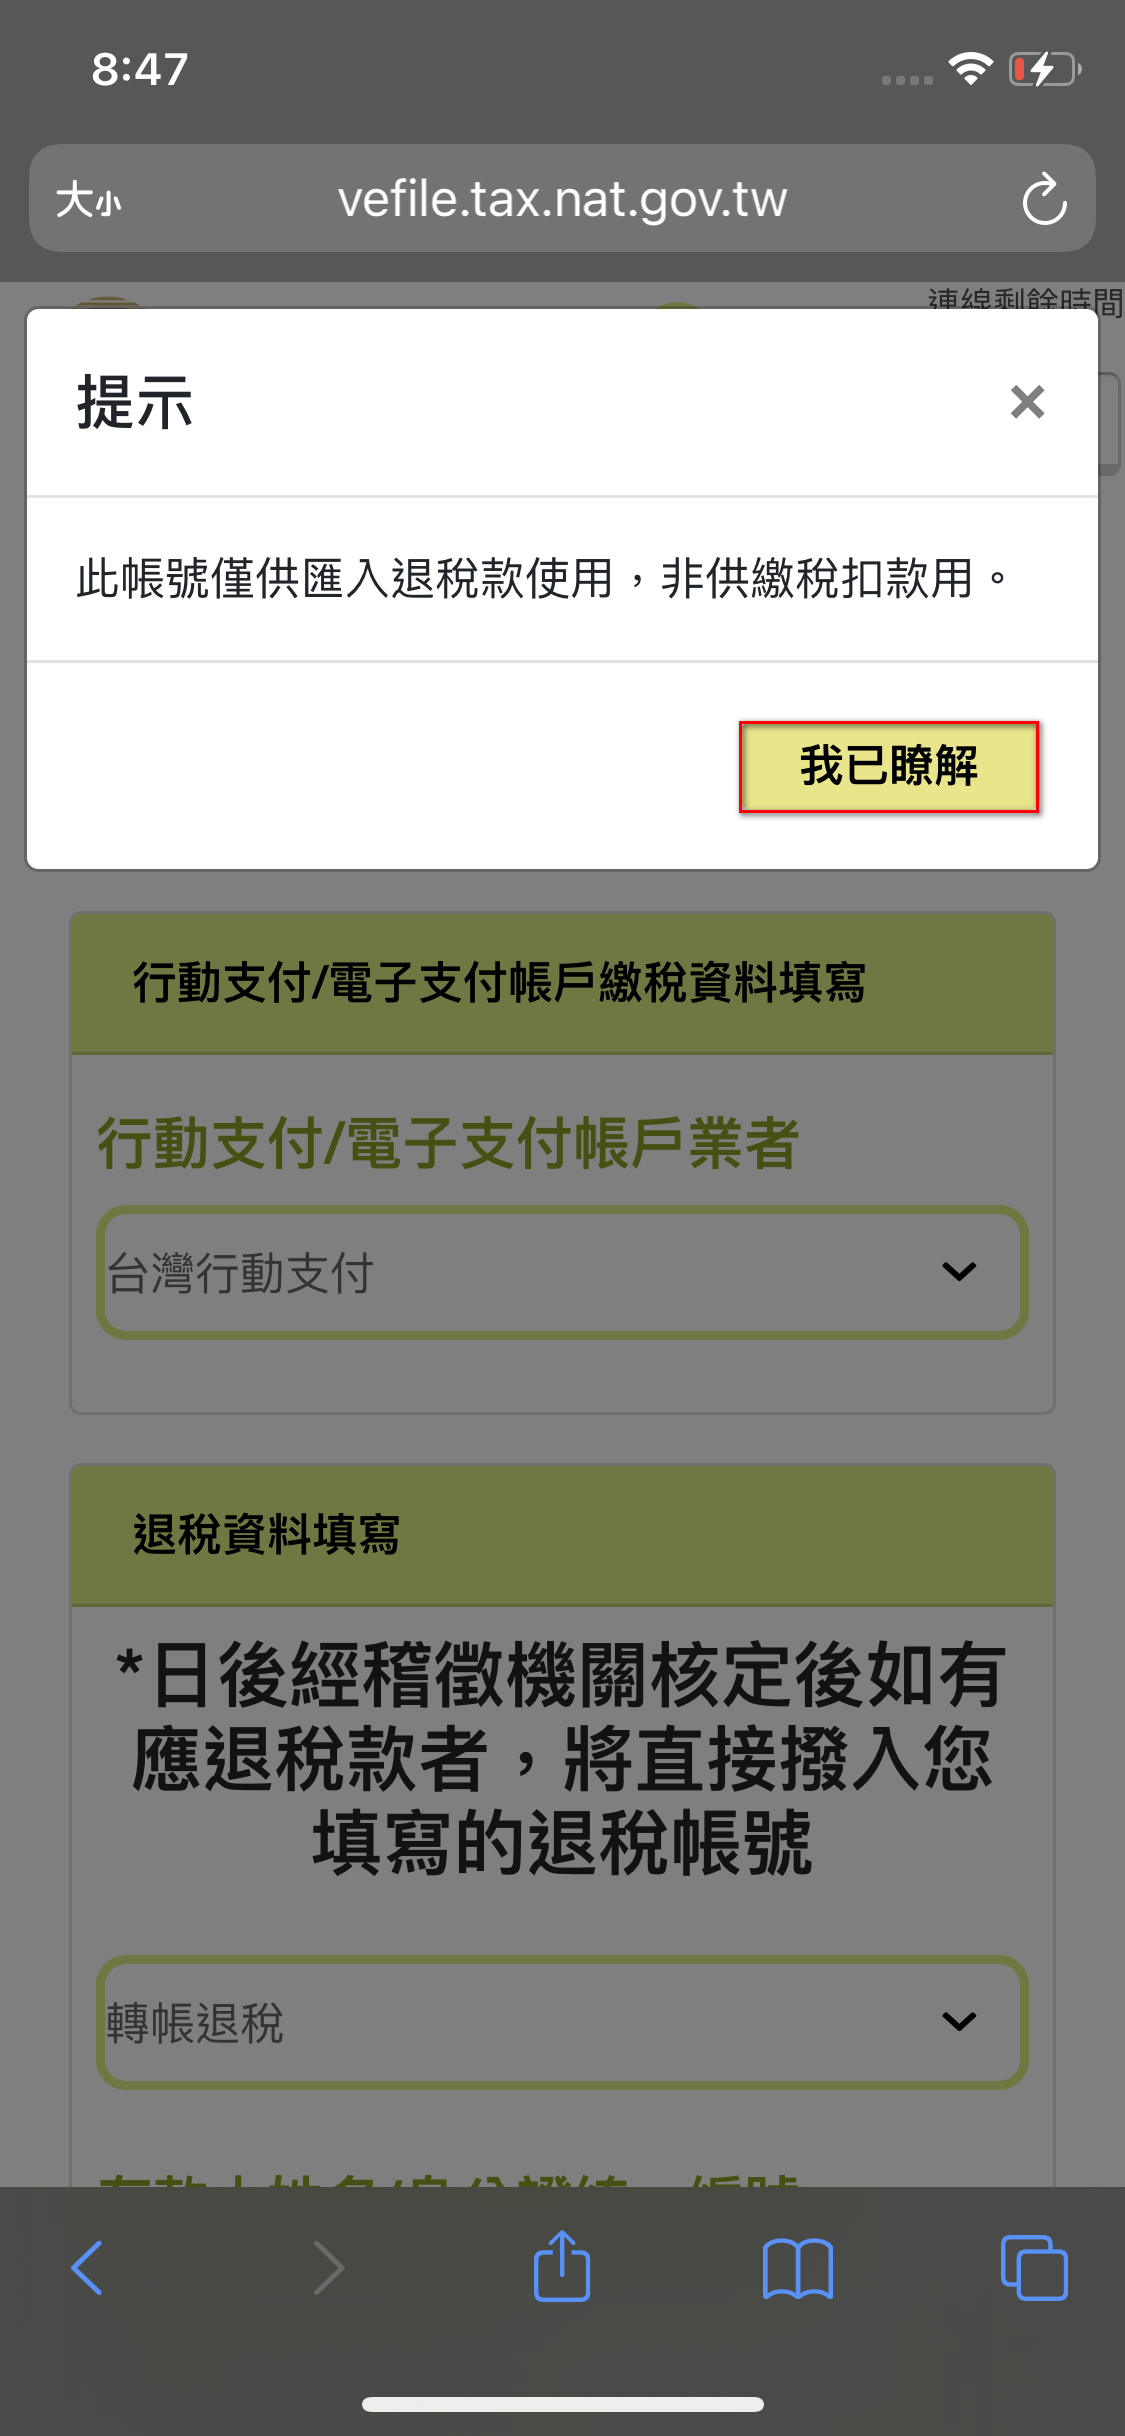 8:47
大小
vefile.tax.nat.gov.tw
連線剩餘時間
提示
×
此帳號僅供匯入退稅款使用，非供繳稅扣款用。
我已瞭解
行動支付/電子支付帳戶繳稅資料填寫
行動支付/電子支付帳戶業者
台灣行動支付
退稅資料填寫
*日後經稽徵機關核定後如有
應退稅款者，將直接撥入您
填寫的退稅帳號
轉帳退稅